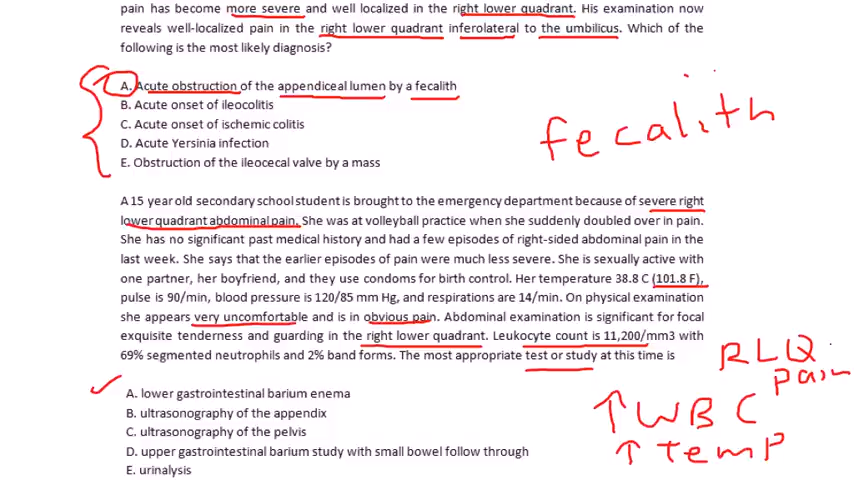 pain has become more severe and well localized in the right lower quadrant. His examination now
reveals well-localized pain in the right lower quadrant inferolateral to the umbilicus. Which of the
following is the most likely diagnosis?
A. Acute obstruction of the appendiceal lumen by a fecalith
B. Acute onset of ileocolitis
C. Acute onset of ischemic colitis
D. Acute Yersinia infection
E. Obstruction of the ileocecal valve by a mass
fecalith
A 15 year old secondary school student is brought to the emergency department because of severe right
lower quadrant abdominal pain. She was at volleyball practice when she suddenly doubled over in pain.
She has no significant past medical history and had a few episodes of right-sided abdominal pain in the
last week. She says that the earlier episodes of pain were much less severe. She is sexually active with
one partner, her boyfriend, and they use condoms for birth control. Her temperature 38.8 C (101.8 F),
pulse is 90/min, blood pressure is 120/85 mm Hg, and respirations are 14/min. On physical examination
she appears very uncomfortable and is in obvious pain. Abdominal examination is significant for focal
exquisite tenderness and guarding in the right lower quadrant. Leukocyte count is 11,200/mm3 with
69% segmented neutrophils and 2% band forms. The most appropriate test or study at this time is
A. lower gastrointestinal barium enema
B. ultrasonography of the appendix
C. ultrasonography of the pelvis
D. upper gastrointestinal barium study with small bowel follow through
E. urinalysis
RLQ
pain
↑ WBC
↑ Temp